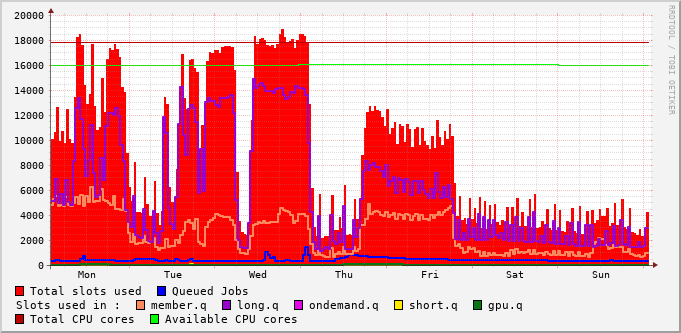 20000
18000
16000
14000
12000
10000
8000
6000
4000
2000
0
Mon Tue Wed Thu Fri Sat Sun
RRDTOOL / TOBI OETIKER
Total slots used Queued Jobs
Slots used in : member.q long.q ondemand.q short.q gpu.q
Total CPU cores Available CPU cores